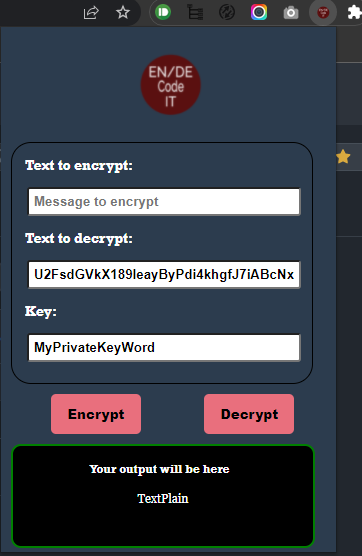 EN/DE
Code
IT
Text to encrypt:
Message to encrypt
Text to decrypt:
U2FsdGVkX189IeayByPdi4khgfJ7iABcNx
Key:
MyPrivateKeyWord
Encrypt
Decrypt
Your output will be here
TextPlain